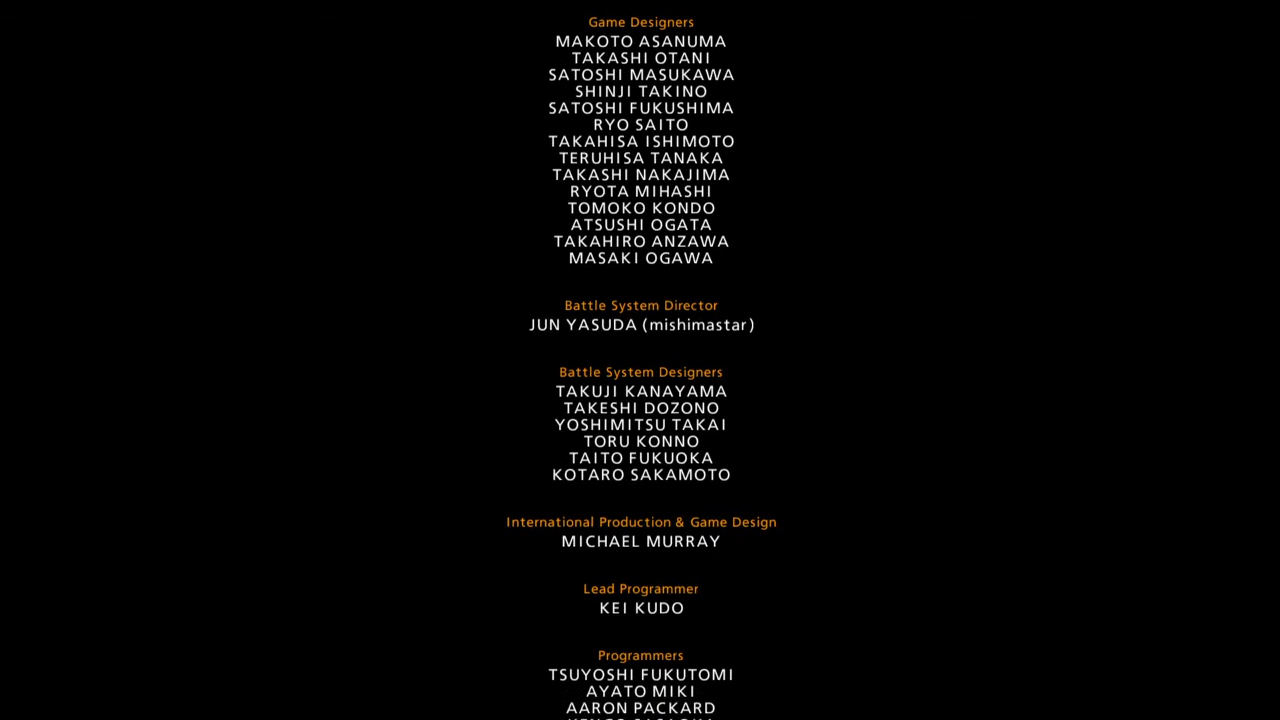 Game Designers
MAKOTO ASANUMA
TAKASHI OTANI
SATOSHI MASUKAWA
SHINJI TAKINO
SATOSHI FUKUSHIMA
RYO SAITO
TAKAHISA ISHIMOTO
TERUHISA TANAKA
TAKASHI NAKAJIMA
RYOTA MIHASHI
TOMOKO KONDO
ATSUSHI OGATA
TAKAHIRO ANZAWA
MASAKI OGAWA
Battle System Director
JUN YASUDA (mishimastar)
Battle System Designers
TAKUJI KANAYAMA
TAKESHI DOZONO
YOSHIMITSU TAKAI
TORU KONNO
TAITO FUKUOKA
KOTARO SAKAMOTO
International Production & Game Design
MICHAEL MURRAY
Lead Programmer
KEI KUDO
Programmers
TSUYOSHI FUKUTOMI
AYATO MIKI
AARON PACKARD